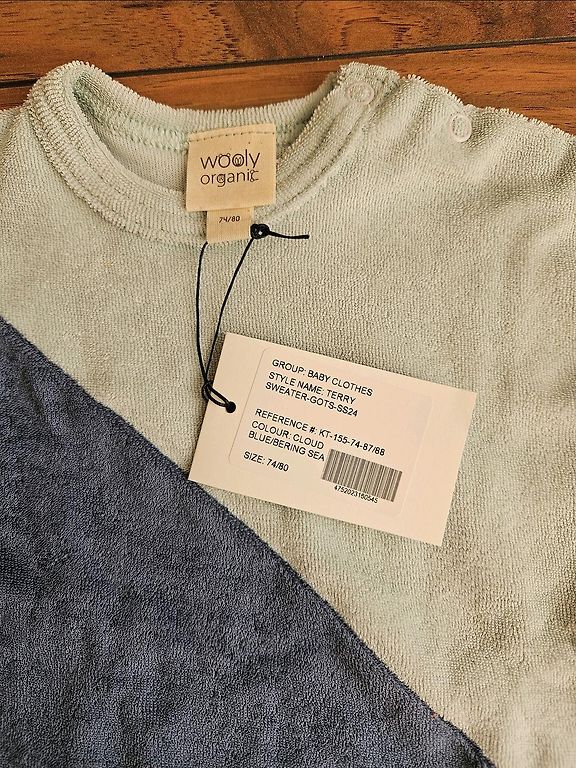 wooly
organic
74/80
GROUP: BABY CLOTHES
STYLE NAME: TERRY
SWEATER-GOTS-SS24
REFERENCE #: KT-155-74-87/88
COLOUR: CLOUD
BLUE/BERING SEA
SIZE: 74/80
4752023160545